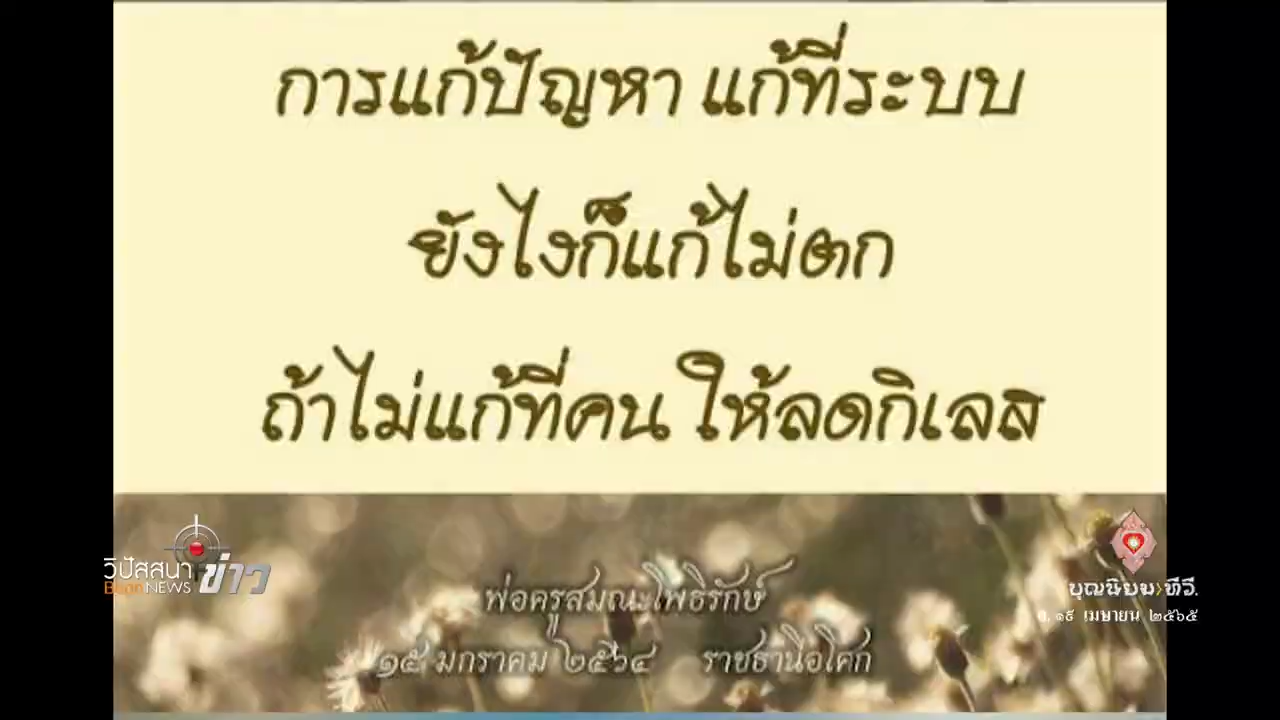 การแก้ปัญหา แก้ที่ระบบ
ยังไงก็แก้ไม่ตก
ถ้าไม่แก้ที่คน ให้ลดกิเลส
วิปัสสนา
ข่าว
Boon NEWS
พ่อครูสมณะโพธิรักษ์
๑๕ มกราคม ๒๕๖๔ ราชธานีอโศก
บุญนิยม ทีวี.
๑๙ เมษายน ๒๕๖๕